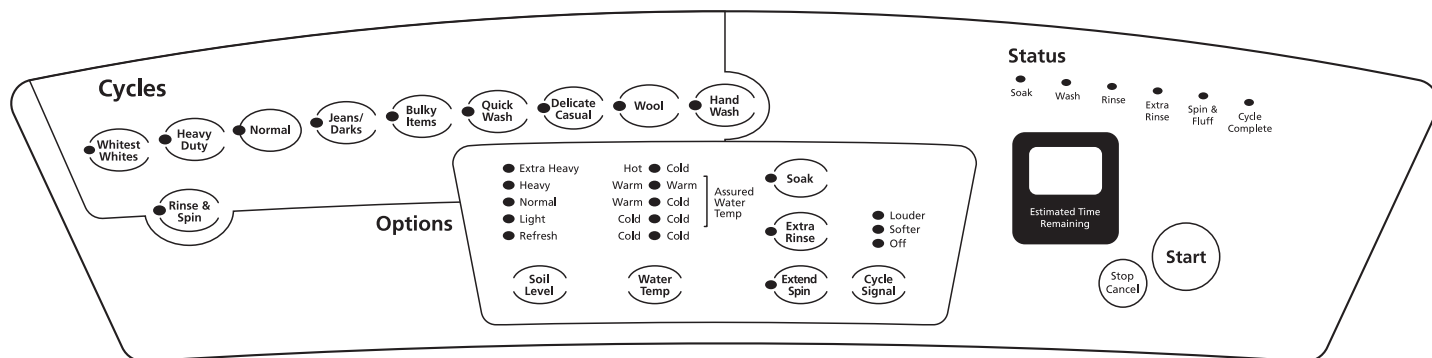 Cycles
Whitest
Whites
Heavy
Duty
Normal
Jeans/
Darks
Bulky
Items
Quick
Wash
Delicate
Casual
Wool
Hand
Wash
Rinse &
Spin
Options
Extra Heavy
Heavy
Normal
Light
Refresh
Soil
Level
Hot Cold
Warm Warm
Warm Cold
Cold Cold
Cold Cold
Assured
Water
Temp
Water
Temp
Soak
Extra
Rinse
Extend
Spin
Louder
Softer
Off
Cycle
Signal
Status
Soak
Wash
Rinse
Extra
Rinse
Spin &
Fluff
Cycle
Complete
Estimated Time
Remaining
Stop
Cancel
Start